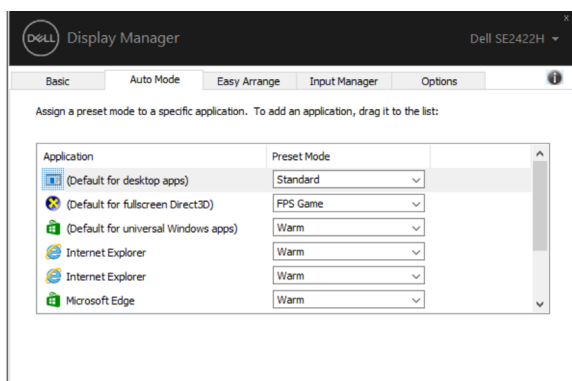 x
DELL Display Manager Dell SE2422H
Basic Auto Mode Easy Arrange Input Manager Options
Assign a preset mode to a specific application. To add an application, drag it to the list:
Application Preset Mode
(Default for desktop apps) Standard
(Default for fullscreen Direct3D) FPS Game
(Default for universal Windows apps) Warm
Internet Explorer Warm
Internet Explorer Warm
Microsoft Edge Warm